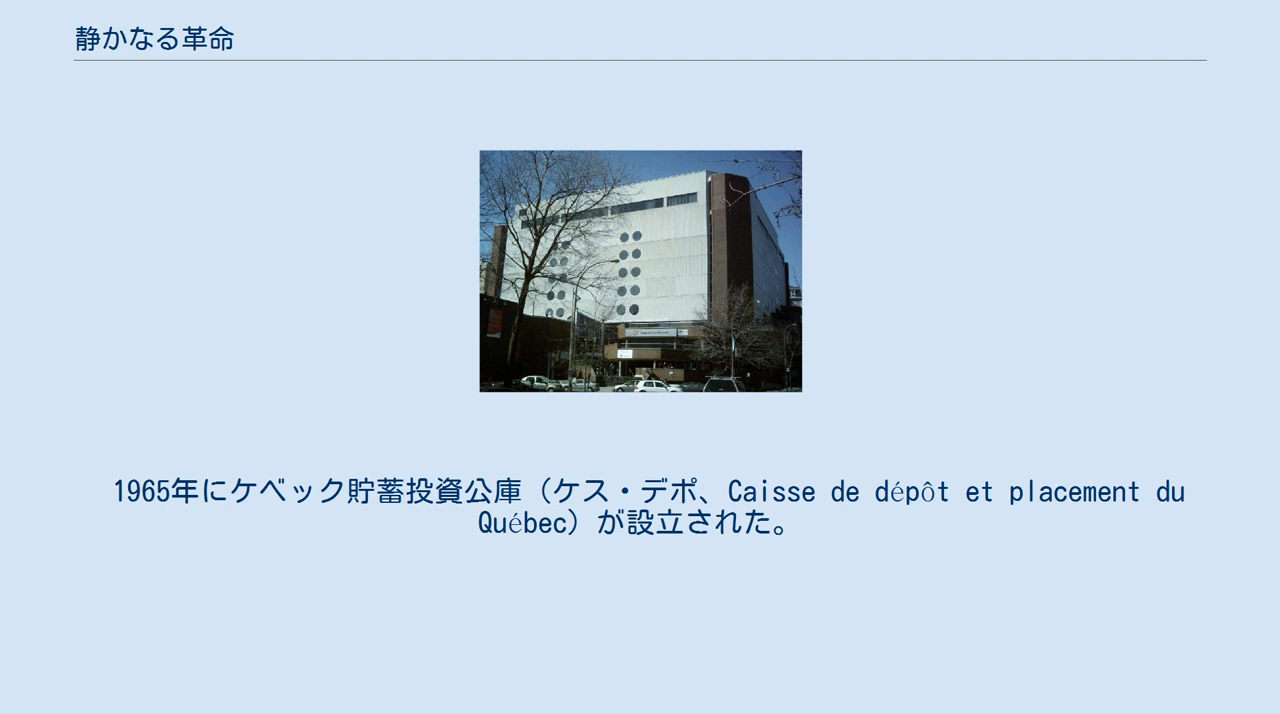 静かなる革命
1965年にケベック貯蓄投資公庫（ケス・デポ、Caisse de dépôt et placement du
Québec）が設立された。